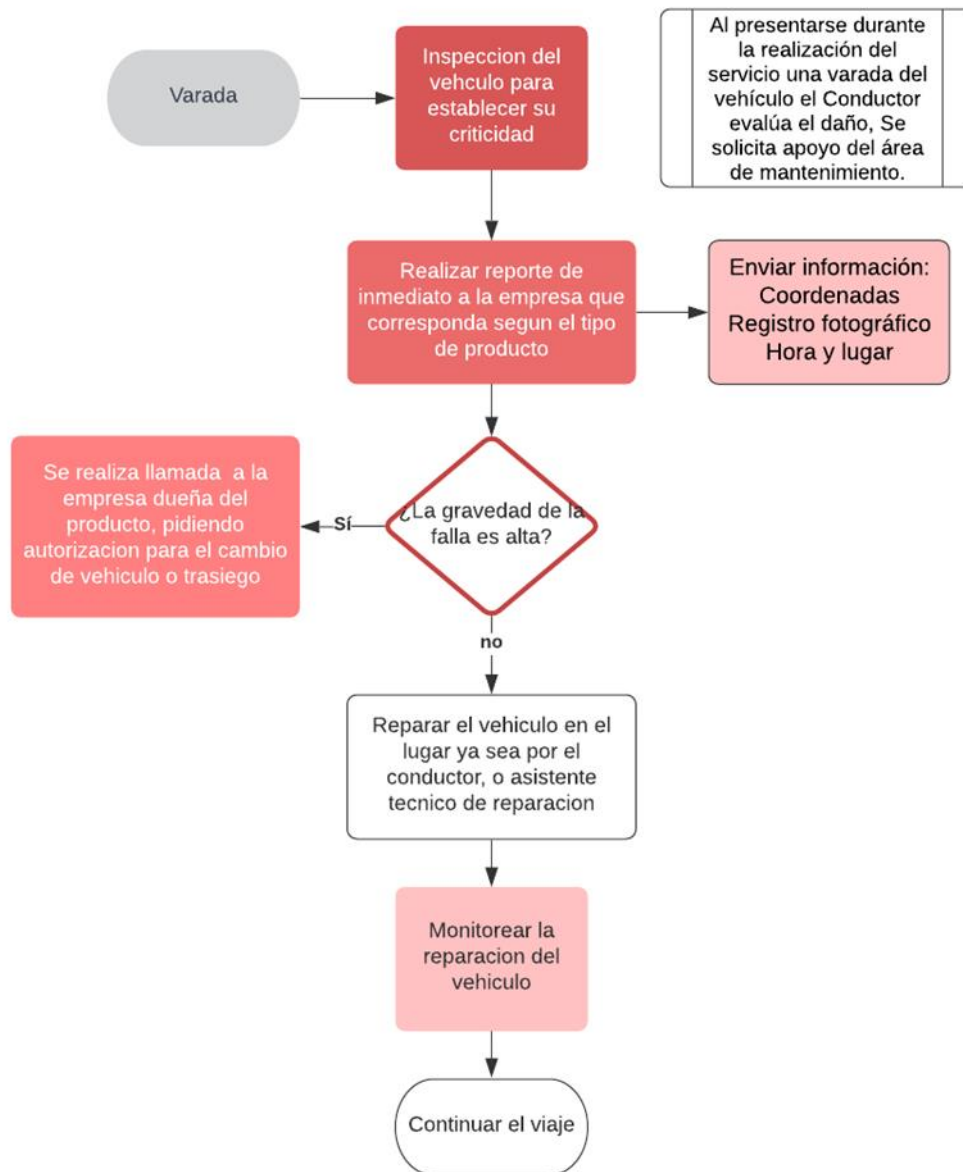 Varada
Inspeccion del
vehculo para
establecer su
criticidad
Al presentarse durante
la realización del
servicio una varada del
vehículo el Conductor
evalúa el daño, Se
solicita apoyo del área
de mantenimiento.
Realizar reporte de
inmediato a la empresa que
corresponda segun el tipo
de producto
Enviar información:
Coordenadas
Registro fotográfico
Hora y lugar
¿La gravedad de la
falla es alta?
Sí
Se realiza llamada a la
empresa dueña del
producto, pidiendo
autorizacion para el cambio
de vehiculo o trasiego
no
Reparar el vehiculo en el
lugar ya sea por el
conductor, o asistente
tecnico de reparacion
Monitorear la
reparacion del
vehiculo
Continuar el viaje